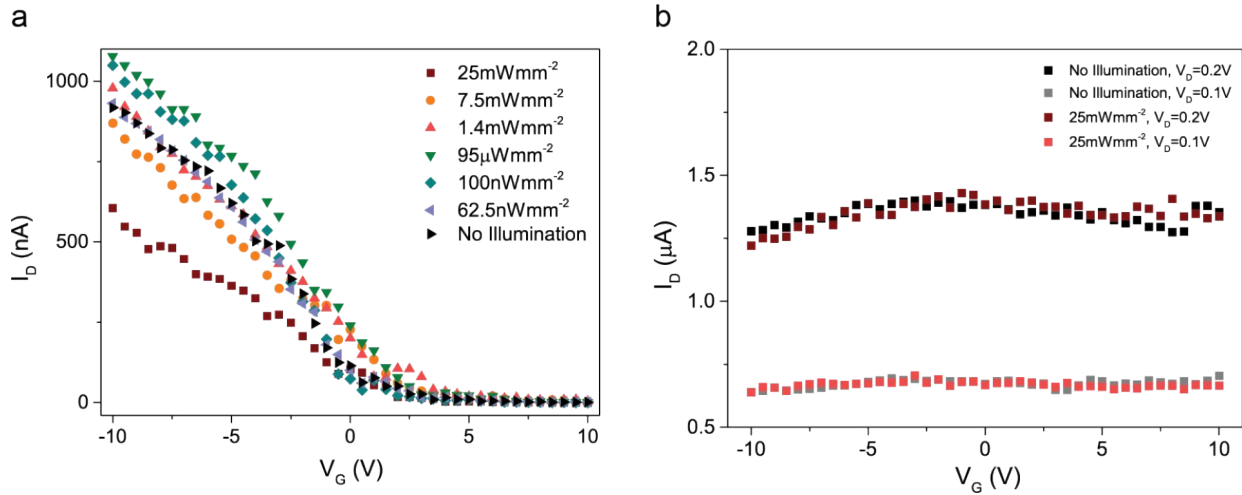 a
1000
500
0
-10
-5
0
5
10
I_D (nA)
V_G (V)
25mWmm⁻²
7.5mWmm⁻²
1.4mWmm⁻²
95µWmm⁻²
100nWmm⁻²
62.5nWmm⁻²
No Illumination
b
2.0
1.5
1.0
0.5
-10
-5
0
5
10
I_D (µA)
V_G (V)
No Illumination, V_D=0.2V
No Illumination, V_D=0.1V
25mWmm⁻², V_D=0.2V
25mWmm⁻², V_D=0.1V